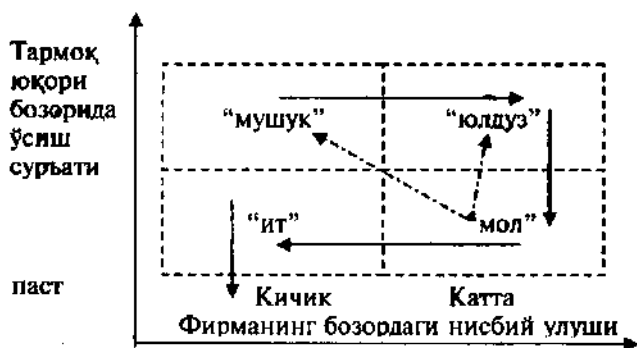 Тармоқ
юқори
бозорида
ўсиш
суръати
“мушук”
“юлдуз”
“ит”
мол”
паст
Кичик Катта
Фирманинг бозордаги нисбий улуши